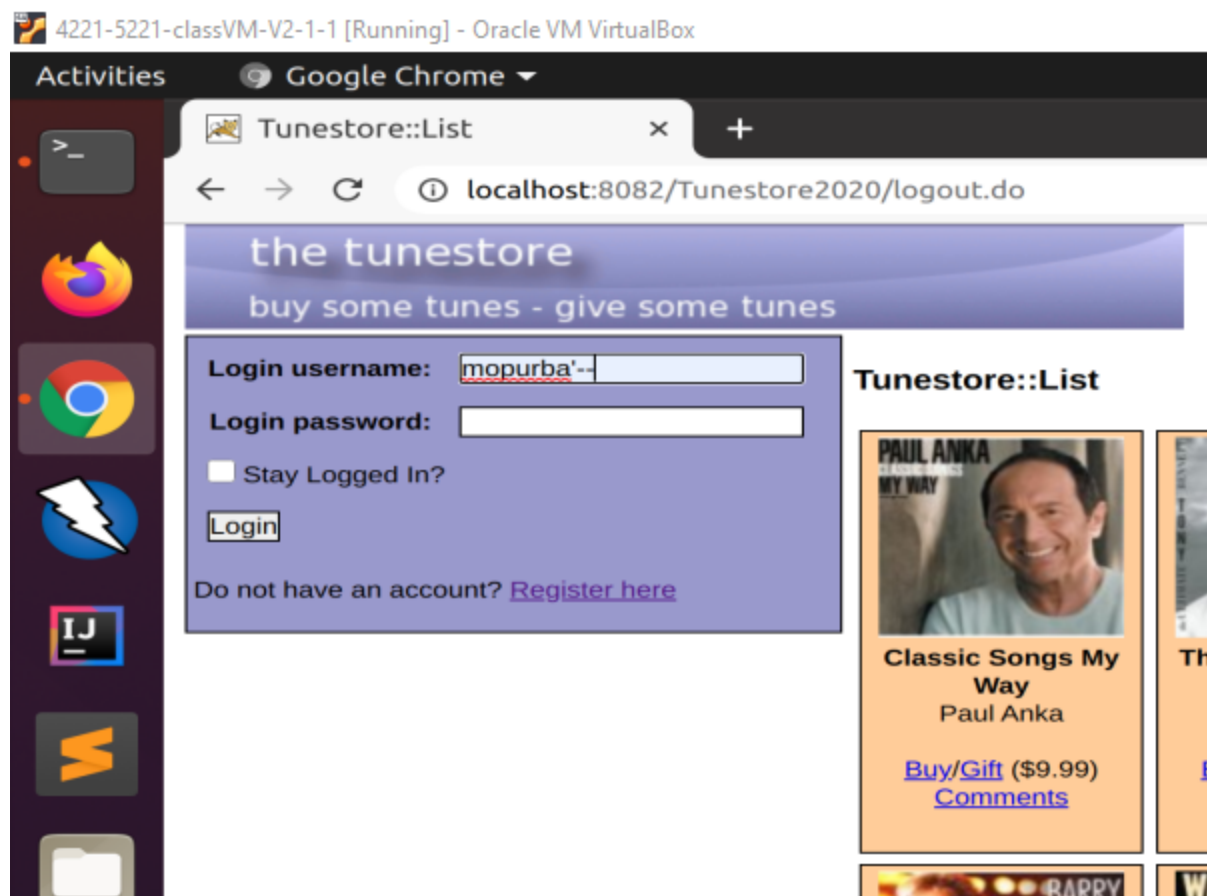 4221-5221-classVM-V2-1-1 [Running] - Oracle VM VirtualBox
Activities
Google Chrome
>_
Tunestore::List
localhost:8082/Tunestore2020/logout.do
the tunestore
buy some tunes - give some tunes
Login username: mopurba'--
Login password:
Stay Logged In?
Login
Do not have an account? Register here
IJ
Tunestore::List
PAUL ANKA
MY WAY
Classic Songs My
Way
Paul Anka
Buy/Gift ($9.99)
Comments
Th
BARRY